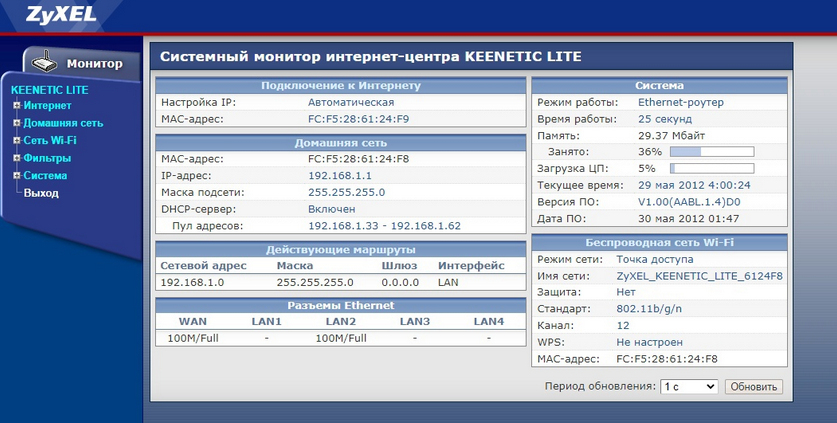 ZyXEL
Монитор
KEENETIC LITE
Интернет
Домашняя сеть
Сеть Wi-Fi
Фильтры
Система
Выход
Системный монитор интернет-центра KEENETIC LITE
Подключение к Интернету
Настройка IP: Автоматическая
MAC-адрес: FC:F5:28:61:24:F9
Домашняя сеть
MAC-адрес: FC:F5:28:61:24:F8
IP-адрес: 192.168.1.1
Маска подсети: 255.255.255.0
DHCP-сервер: Включен
Пул адресов: 192.168.1.33 - 192.168.1.62
Действующие маршруты
Сетевой адрес Маска Шлюз Интерфейс
192.168.1.0 255.255.255.0 0.0.0.0 LAN
Разъемы Ethernet
WAN LAN1 LAN2 LAN3 LAN4
100M/Full - 100M/Full - -
Система
Режим работы: Ethernet-роутер
Время работы: 25 секунд
Память: 29.37 Мбайт
Занято: 36%
Загрузка ЦП: 5%
Текущее время: 29 мая 2012 4:00:24
Версия ПО: V1.00(AABL.1.4)D0
Дата ПО: 30 мая 2012 01:47
Беспроводная сеть Wi-Fi
Режим сети: Точка доступа
Имя сети: ZyXEL_KEENETIC_LITE_6124F8
Защита: Нет
Стандарт: 802.11b/g/n
Канал: 12
WPS: Не настроен
MAC-адрес: FC:F5:28:61:24:F8
Период обновления: 1 с Обновить